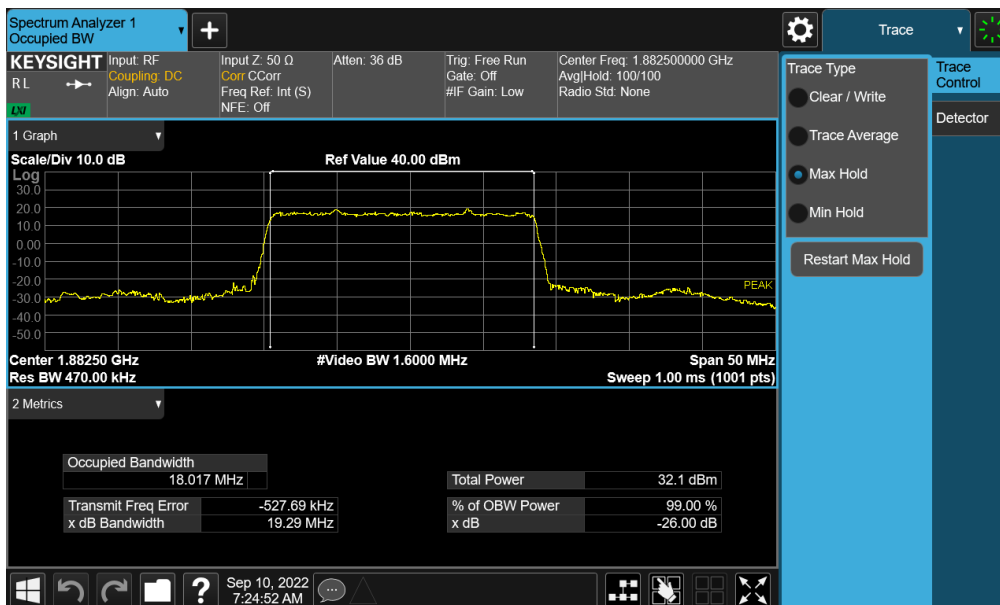 Spectrum Analyzer 1
Occupied BW
+
Trace
KEYSIGHT
R L
LXI
Input: RF
Coupling: DC
Align: Auto
Input Z: 50 Ω
Corr CCorr
Freq Ref: Int (S)
NFE: Off
Atten: 36 dB
Trig: Free Run
Gate: Off
#IF Gain: Low
Center Freq: 1.882500000 GHz
Avg|Hold: 100/100
Radio Std: None
1 Graph
Scale/Div 10.0 dB
Ref Value 40.00 dBm
Log
30.0
20.0
10.0
0.00
-10.0
-20.0
-30.0
-40.0
-50.0
PEAK
Center 1.88250 GHz
#Video BW 1.6000 MHz
Span 50 MHz
Res BW 470.00 kHz
Sweep 1.00 ms (1001 pts)
2 Metrics
Occupied Bandwidth
18.017 MHz
Total Power 32.1 dBm
Transmit Freq Error -527.69 kHz
% of OBW Power 99.00 %
x dB Bandwidth 19.29 MHz
x dB -26.00 dB
?
Sep 10, 2022
7:24:52 AM
Trace Type
Clear / Write
Trace Average
Max Hold
Min Hold
Restart Max Hold
Trace
Control
Detector